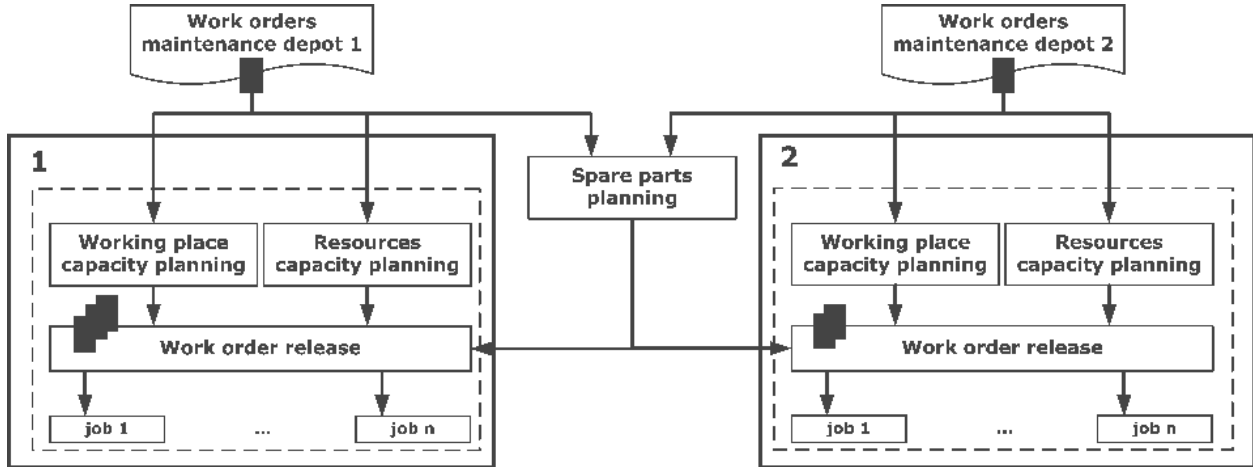 Work orders
maintenance depot 1
Work orders
maintenance depot 2
1
Spare parts
planning
2
Working place
capacity planning
Resources
capacity planning
Working place
capacity planning
Resources
capacity planning
Work order release
Work order release
job 1
...
job n
job 1
...
job n